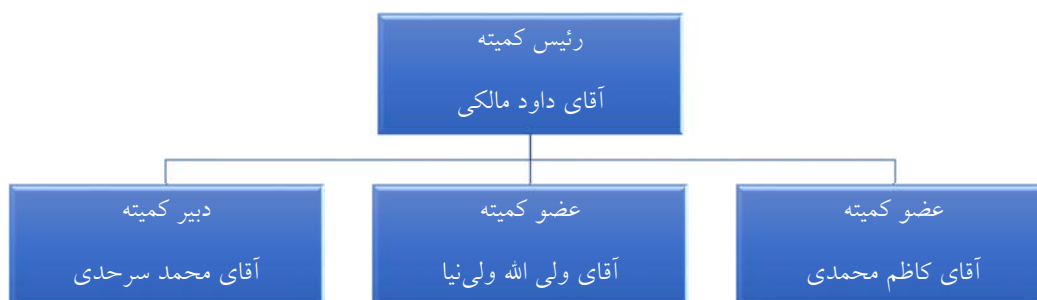 رئیس کمیته
آقای داود مالکی
عضو کمیته
آقای کاظم محمدی
عضو کمیته
آقای ولی الله ولی‌نیا
دبیر کمیته
آقای محمد سرحدی